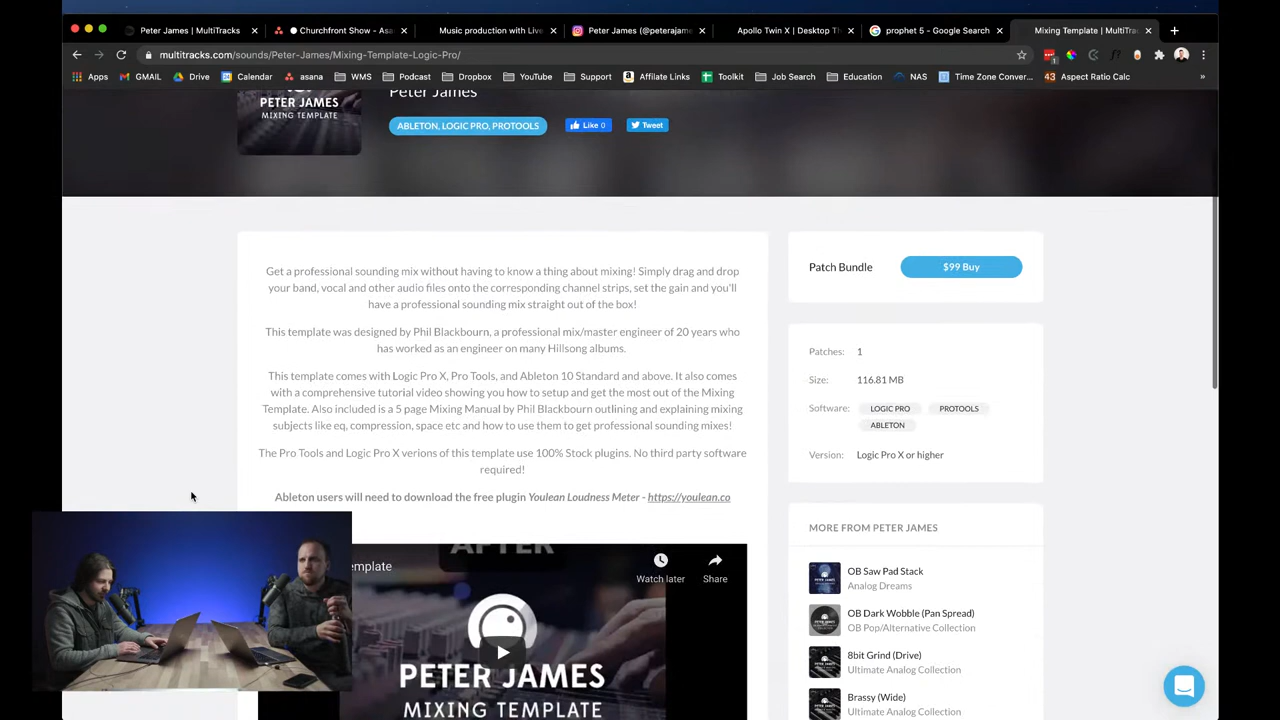 Peter James | MultiTracks
Churchfront Show - Asa
Music production with Live
Peter James (@peterajame
Apollo Twin X | Desktop Th
prophet 5 - Google Search
Mixing Template | MultiTrac
multitracks.com/sounds/Peter-James/Mixing-Template-Logic-Pro/
Apps
GMAIL
Drive
Calendar
asana
WMS
Podcast
Dropbox
YouTube
Support
Affilate Links
Toolkit
Job Search
Education
NAS
Time Zone Conver...
43 Aspect Ratio Calc
»
PETER JAMES
MIXING TEMPLATE
Peter James
ABLETON, LOGIC PRO, PROTOOLS
Like 0
Tweet
Get a professional sounding mix without having to know a thing about mixing! Simply drag and drop
your band, vocal and other audio files onto the corresponding channel strips, set the gain and you'll
have a professional sounding mix straight out of the box!
This template was designed by Phil Blackbourn, a professional mix/master engineer of 20 years who
has worked as an engineer on many Hillsong albums.
This template comes with Logic Pro X, Pro Tools, and Ableton 10 Standard and above. It also comes
with a comprehensive tutorial video showing you how to setup and get the most out of the Mixing
Template. Also included is a 5 page Mixing Manual by Phil Blackbourn outlining and explaining mixing
subjects like eq, compression, space etc and how to use them to get professional sounding mixes!
The Pro Tools and Logic Pro X verions of this template use 100% Stock plugins. No third party software
required!
Ableton users will need to download the free plugin Youlean Loudness Meter - https://youlean.co
AFTER
emplate
Watch later
Share
PETER JAMES
MIXING TEMPLATE
Patch Bundle
$99 Buy
Patches: 1
Size: 116.81 MB
Software: LOGIC PRO PROTOOLS
ABLETON
Version: Logic Pro X or higher
MORE FROM PETER JAMES
OB Saw Pad Stack
Analog Dreams
OB Dark Wobble (Pan Spread)
OB Pop/Alternative Collection
8bit Grind (Drive)
Ultimate Analog Collection
Brassy (Wide)
Ultimate Analog Collection